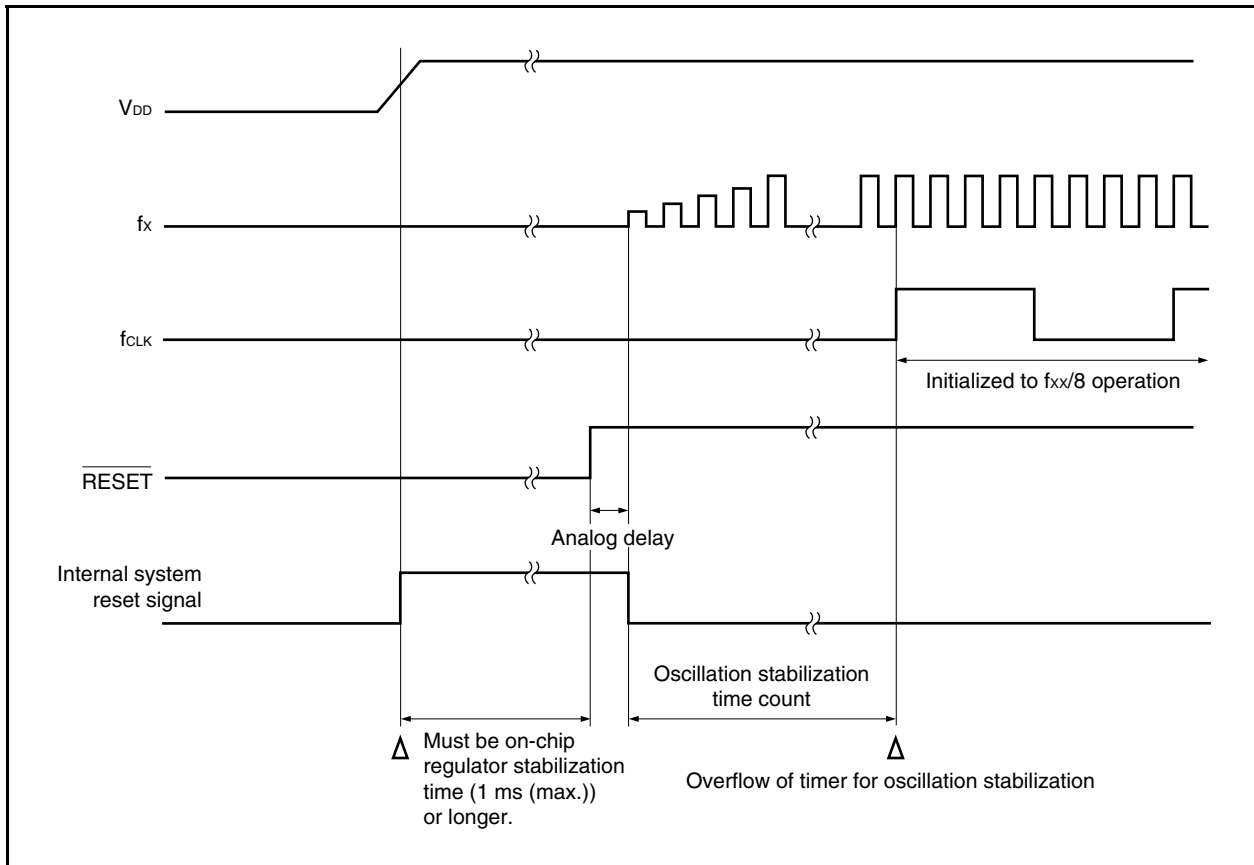 VDD
fX
fCLK
Initialized to fXX/8 operation
RESET
Analog delay
Internal system
reset signal
Oscillation stabilization
time count
Must be on-chip
regulator stabilization
time (1 ms (max.))
or longer.
Overflow of timer for oscillation stabilization